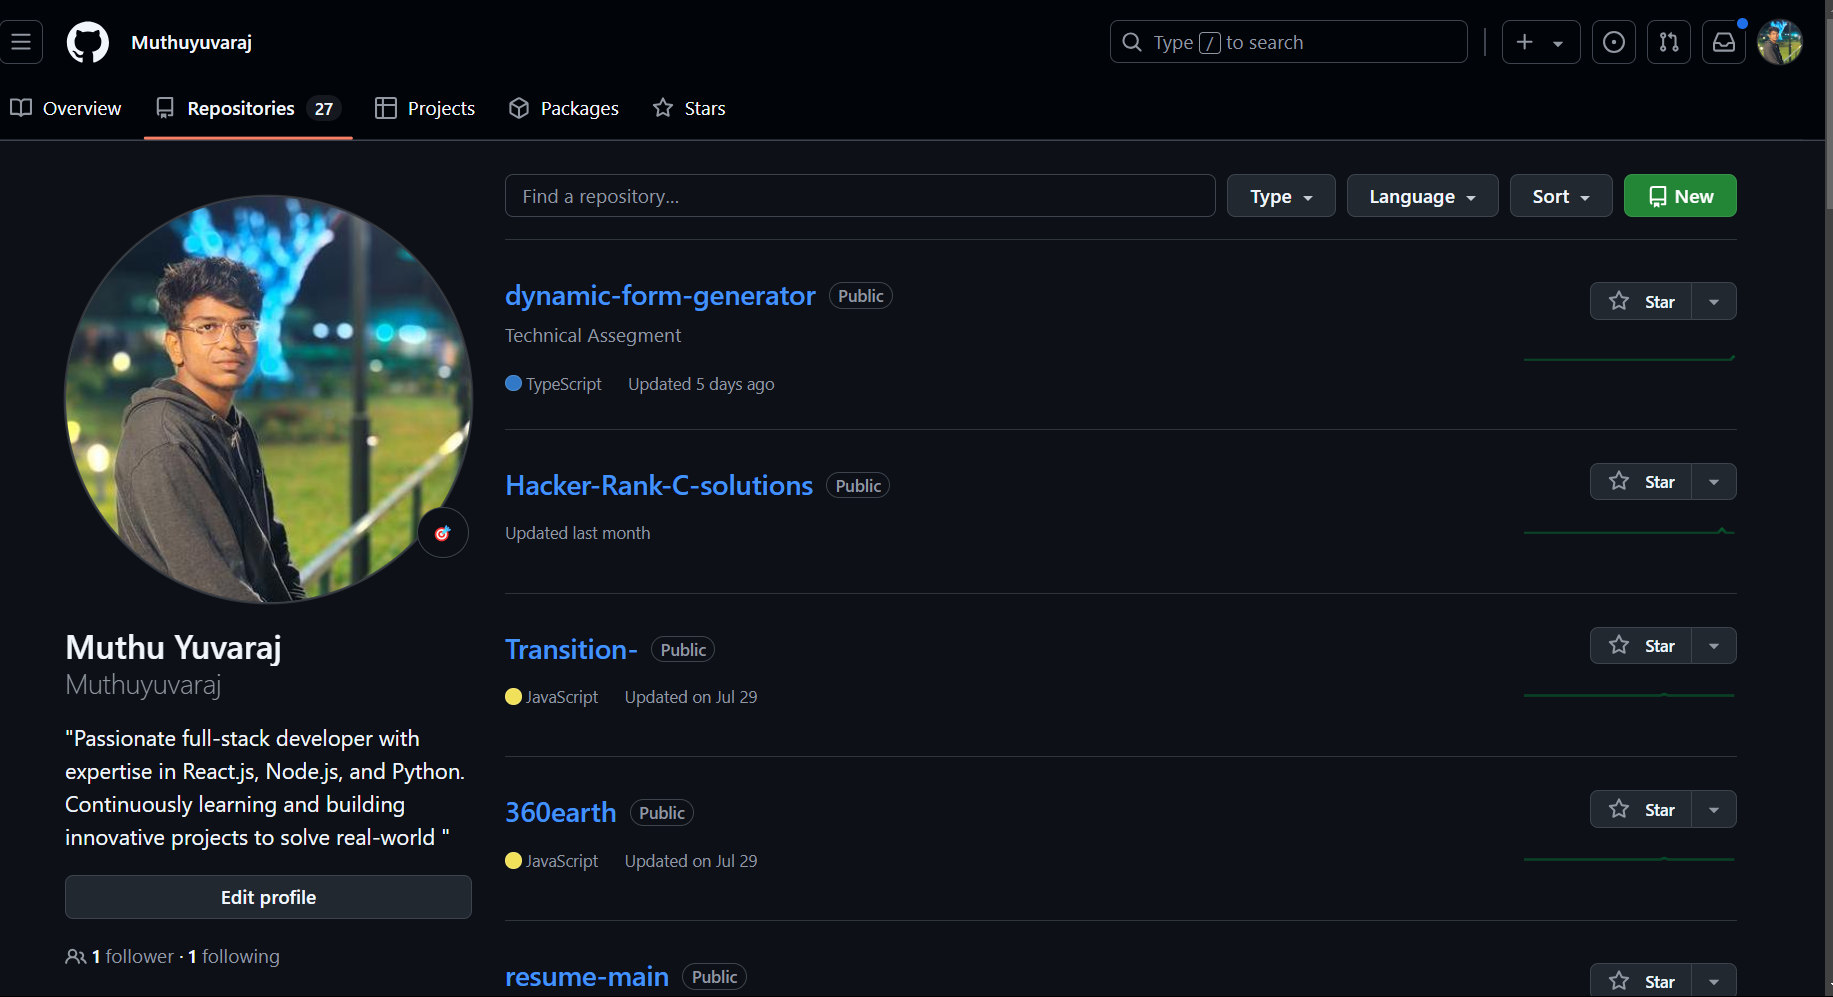 Muthuyuvaraj
Type / to search
Overview
Repositories 27
Projects
Packages
Stars
Find a repository...
Type
Language
Sort
New
dynamic-form-generator Public
Star
Technical Assegment
TypeScript Updated 5 days ago
Hacker-Rank-C-solutions Public
Star
Updated last month
Transition- Public
Star
JavaScript Updated on Jul 29
360earth Public
Star
JavaScript Updated on Jul 29
resume-main Public
Star
Muthu Yuvaraj
Muthuyuvaraj
"Passionate full-stack developer with
expertise in React.js, Node.js, and Python.
Continuously learning and building
innovative projects to solve real-world "
Edit profile
1 follower · 1 following